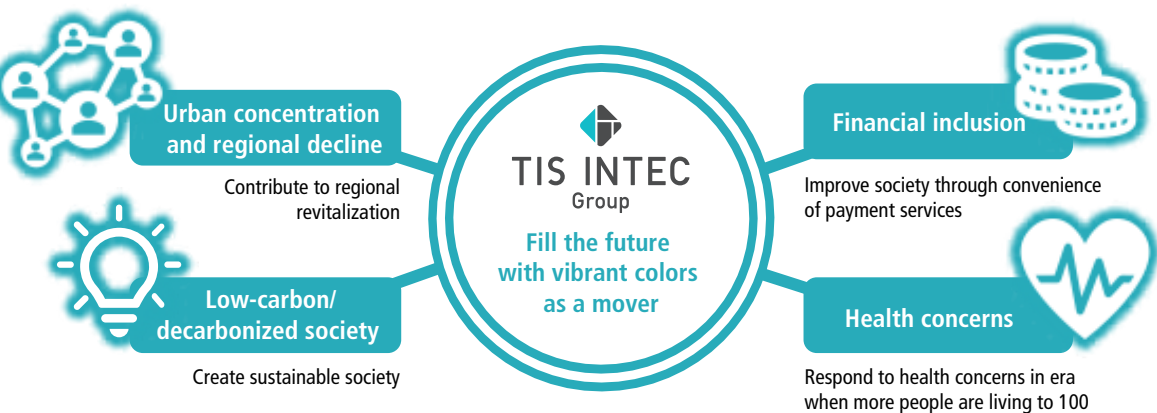 Urban concentration
and regional decline
Contribute to regional
revitalization
Low-carbon/
decarbonized society
Create sustainable society
TIS INTEC
Group
Fill the future
with vibrant colors
as a mover
Financial inclusion
Improve society through convenience
of payment services
Health concerns
Respond to health concerns in era
when more people are living to 100